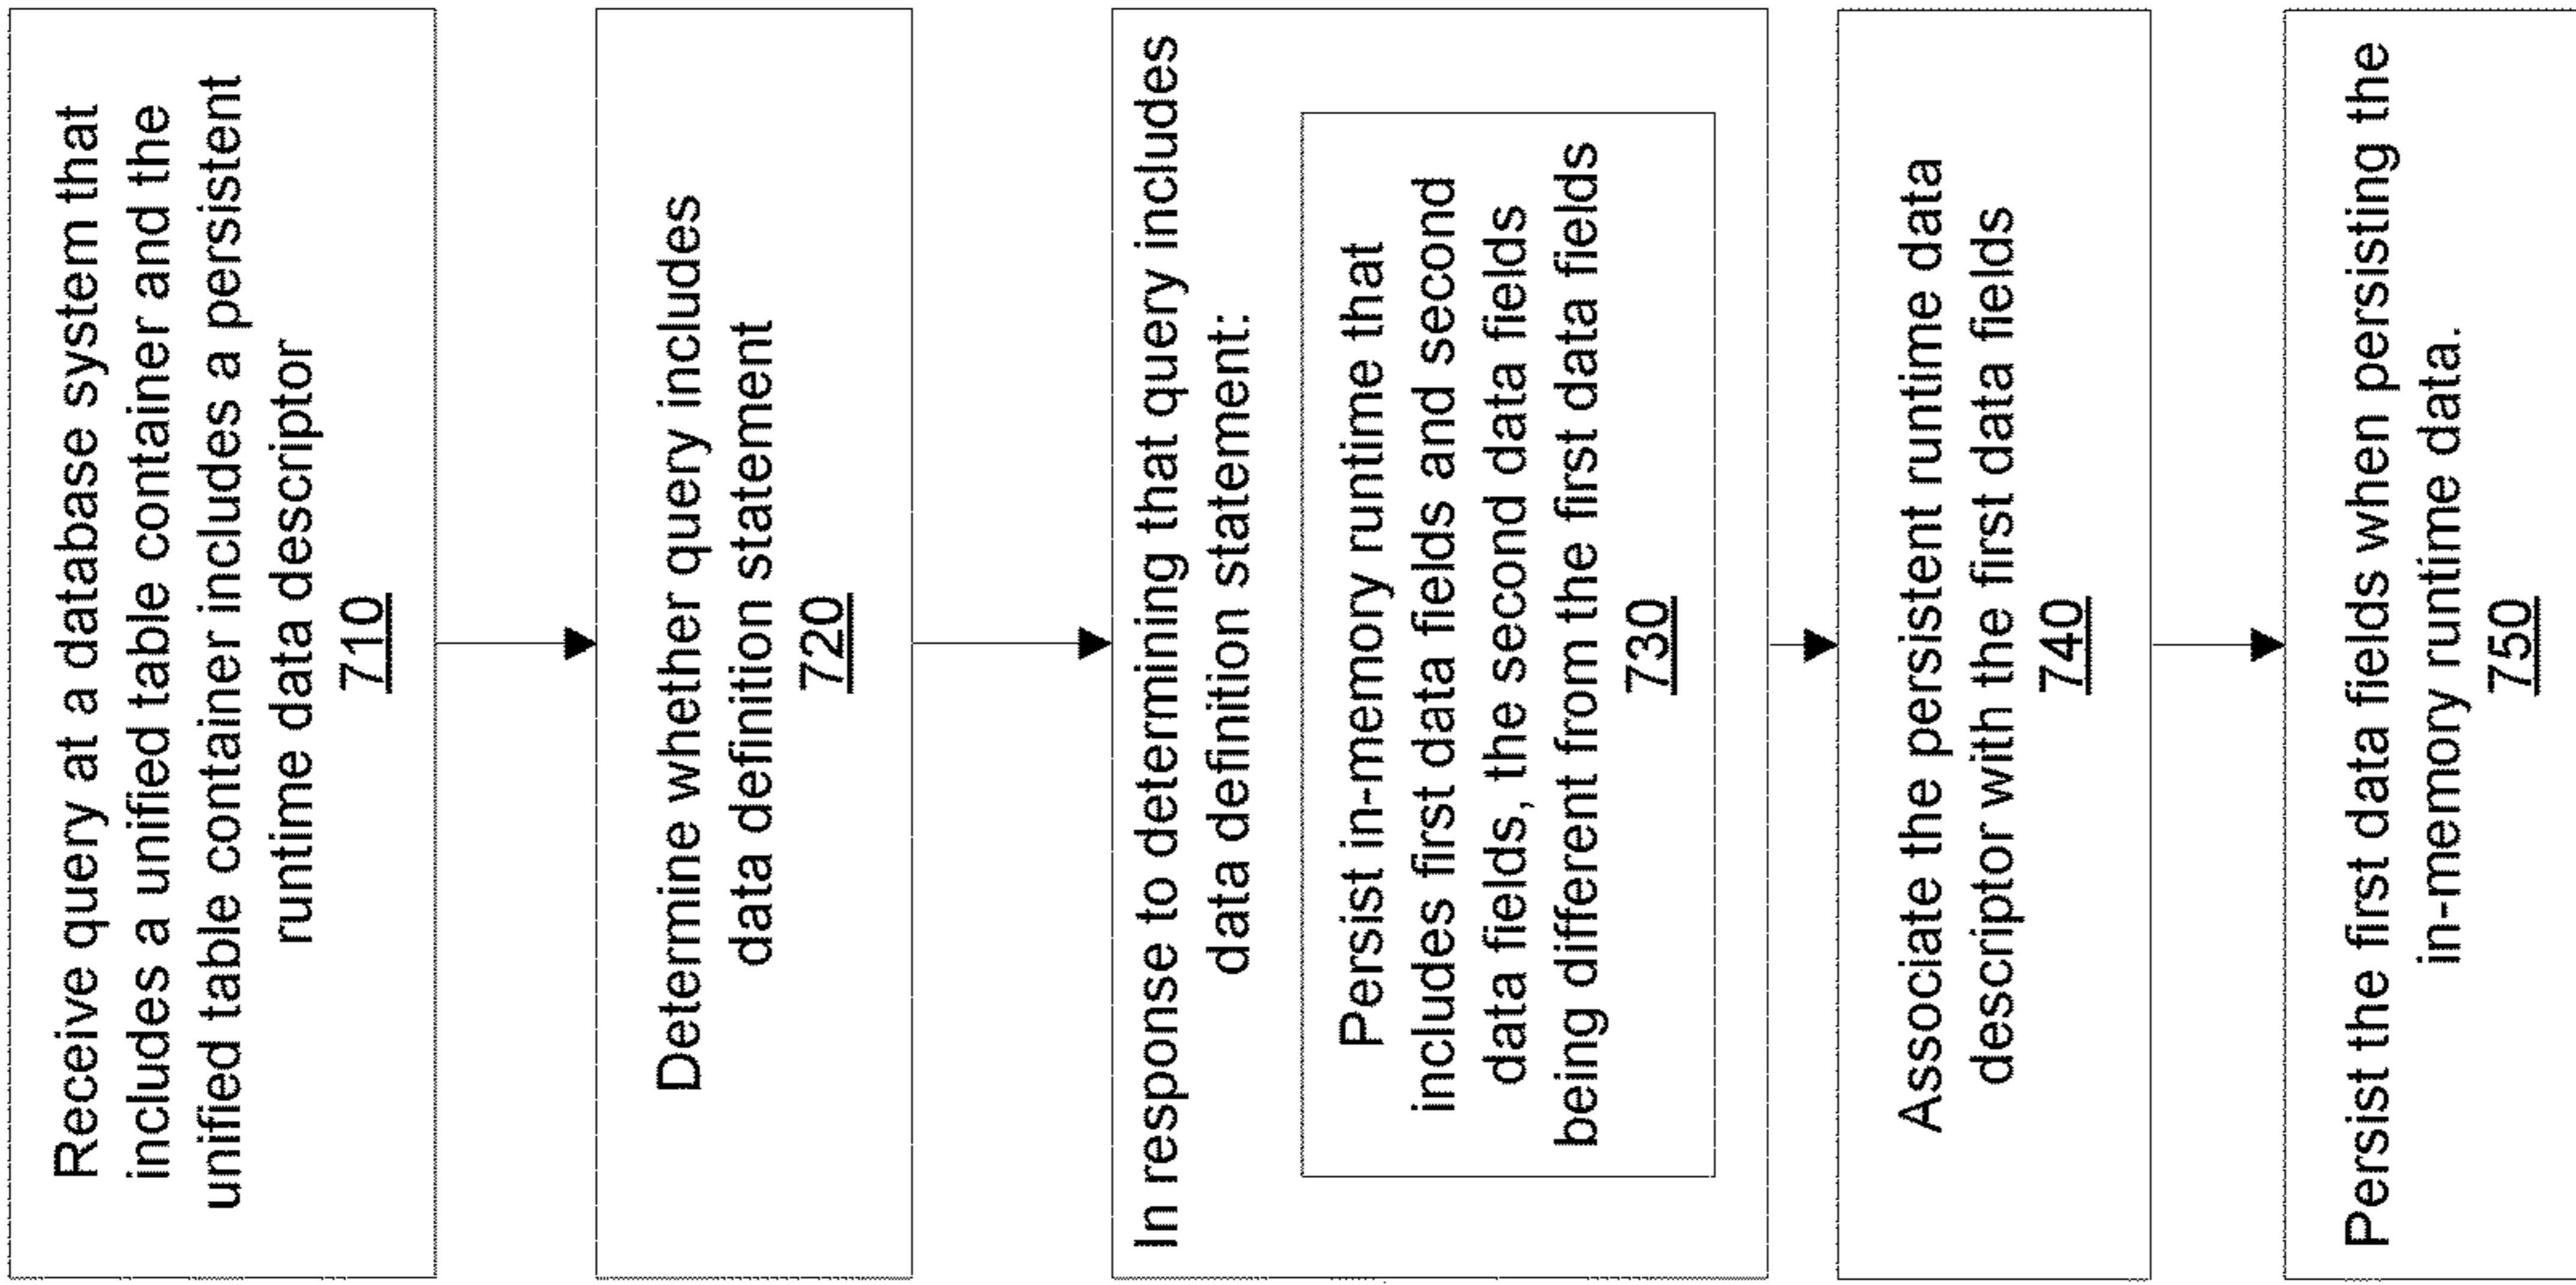 Receive query at a database system that
includes a unified table container and the
unified table container includes a persistent
runtime data descriptor
710
Determine whether query includes
data definition statement
720
In response to determining that query includes
data definition statement:
Persist in-memory runtime that
includes first data fields and second
data fields, the second data fields
being different from the first data fields
730
Associate the persistent runtime data
descriptor with the first data fields
740
Persist the first data fields when persisting the
in-memory runtime data.
750